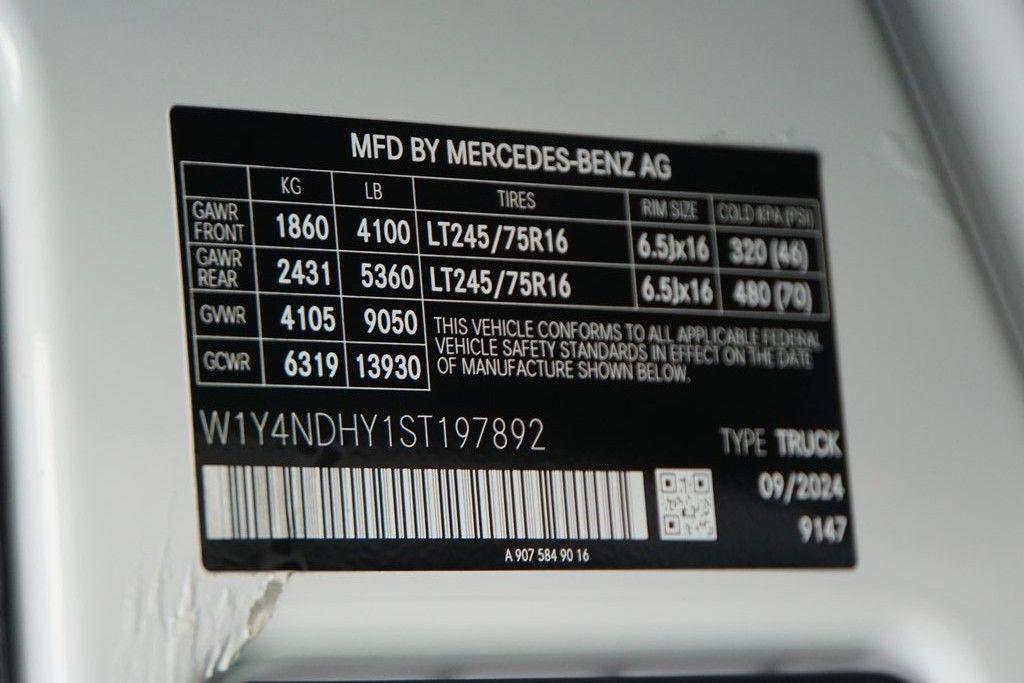 MFD BY MERCEDES-BENZ AG
KG LB TIRES RIM SIZE COLD KPA (PSI)
GAWR FRONT 1860 4100 LT245/75R16 6.5Jx16 320 (46)
GAWR REAR 2431 5360 LT245/75R16 6.5Jx16 480 (70)
GVWR 4105 9050
GCWR 6319 13930
THIS VEHICLE CONFORMS TO ALL APPLICABLE FEDERAL
VEHICLE SAFETY STANDARDS IN EFFECT ON THE DATE
OF MANUFACTURE SHOWN BELOW.
W1Y4NDHY1ST197892
TYPE TRUCK
09/2024
9147
A 907 584 90 16